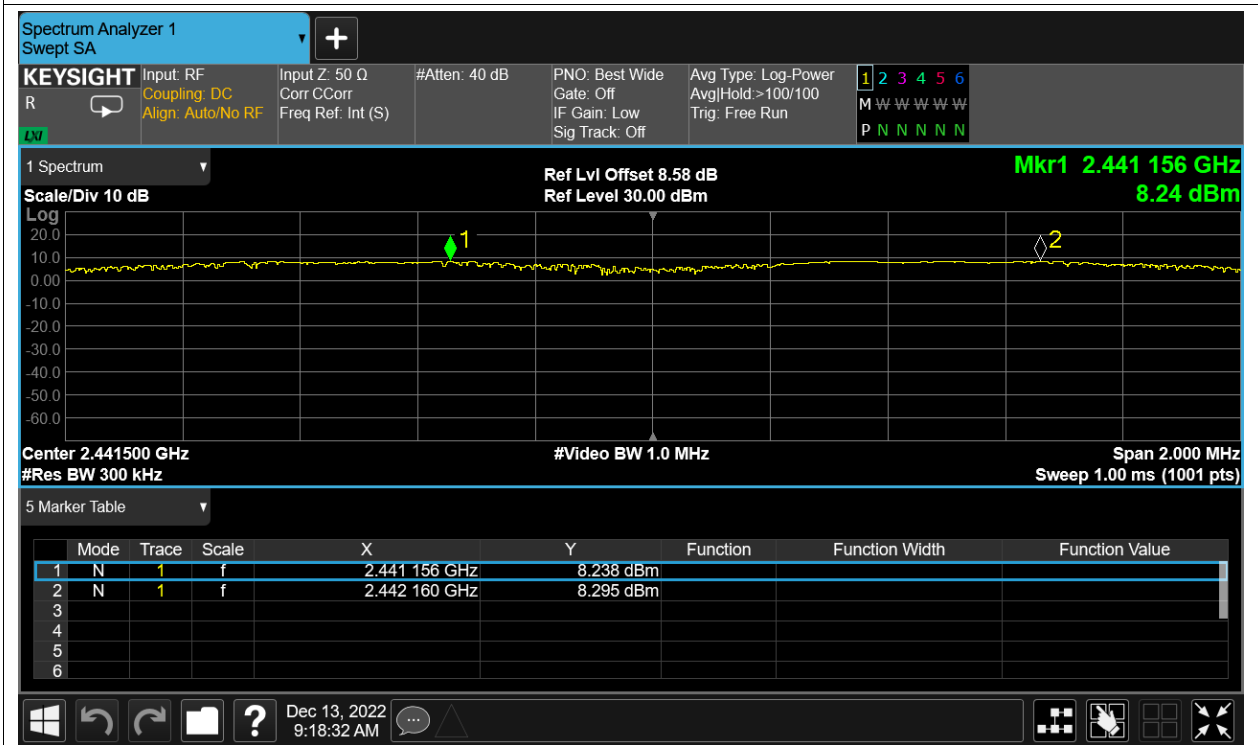 Spectrum Analyzer 1
Swept SA
+
KEYSIGHT Input: RF Input Z: 50 Ω #Atten: 40 dB PNO: Best Wide Avg Type: Log-Power 1 2 3 4 5 6
R Coupling: DC Corr CCorr Gate: Off Avg|Hold:>100/100 M W W W W W
Align: Auto/No RF Freq Ref: Int (S) IF Gain: Low Trig: Free Run
LXI Sig Track: Off P N N N N N
1 Spectrum Ref Lvl Offset 8.58 dB Mkr1 2.441 156 GHz
Scale/Div 10 dB Ref Level 30.00 dBm 8.24 dBm
Log
20.0
1 2
10.0
0.00
-10.0
-20.0
-30.0
-40.0
-50.0
-60.0
Center 2.441500 GHz #Video BW 1.0 MHz Span 2.000 MHz
#Res BW 300 kHz Sweep 1.00 ms (1001 pts)
5 Marker Table
Mode Trace Scale X Y Function Function Width Function Value
1 N 1 f 2.441 156 GHz 8.238 dBm
2 N 1 f 2.442 160 GHz 8.295 dBm
3
4
5
6
? Dec 13, 2022
9:18:32 AM